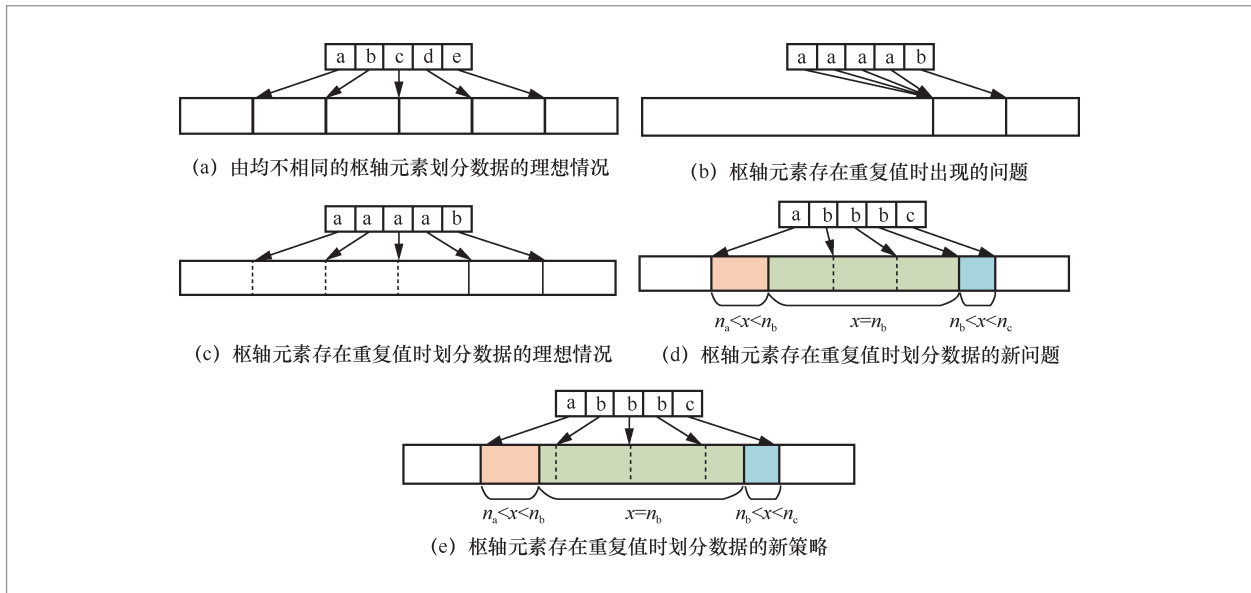 a b c d e
a a a a b
(a) 由均不相同的枢轴元素划分数据的理想情况
(b) 枢轴元素存在重复值时出现的问题
a a a a b
a b b b c
nₐ<x<n_b
x=n_b
n_b<x<n_c
(c) 枢轴元素存在重复值时划分数据的理想情况
(d) 枢轴元素存在重复值时划分数据的新问题
a b b b c
nₐ<x<n_b
x=n_b
n_b<x<n_c
(e) 枢轴元素存在重复值时划分数据的新策略